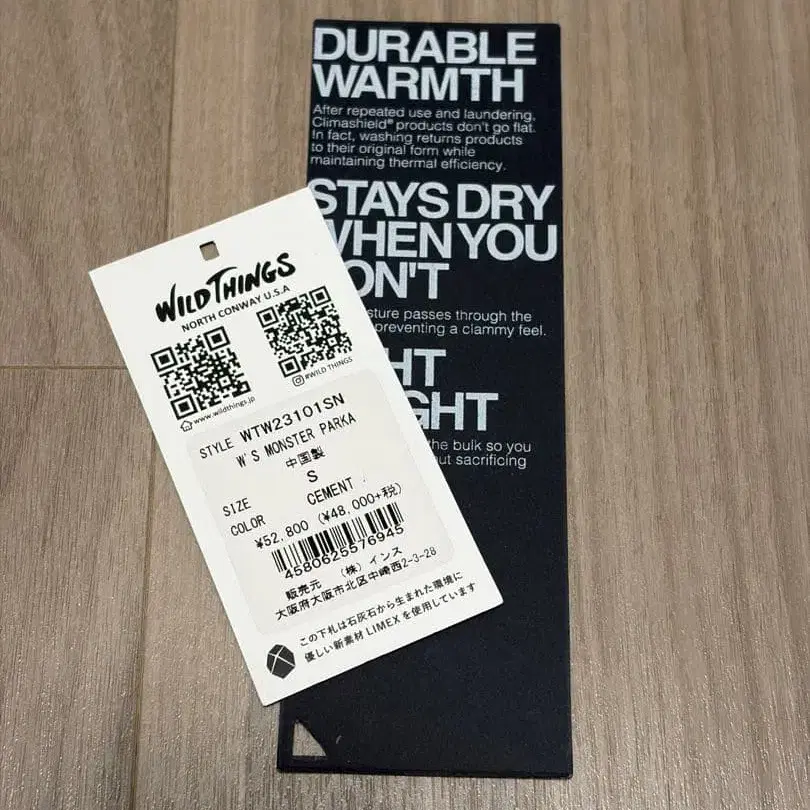 DURABLE
WARMTH
After repeated use and laundering,
Climashield® products don't go flat.
In fact, washing returns products
to their original form while
maintaining thermal efficiency.
STAYS DRY
WHEN YOU
ON'T
sture passes through the
preventing a clammy feel.
HT
GHT
the bulk so you
ut sacrificing
WILD THINGS
NORTH CONWAY U.S.A
www.wildthings.jp
#WILD THINGS
STYLE WTW23101SN
W'S MONSTER PARKA
中国製
SIZE S
COLOR CEMENT
¥52,800 (¥48,000+税)
4580625576945
販売元 (株) インス
大阪府大阪市北区中崎西2-3-28
この下札は石灰石から生まれた環境に
優しい新素材 LIMEX を使用しています